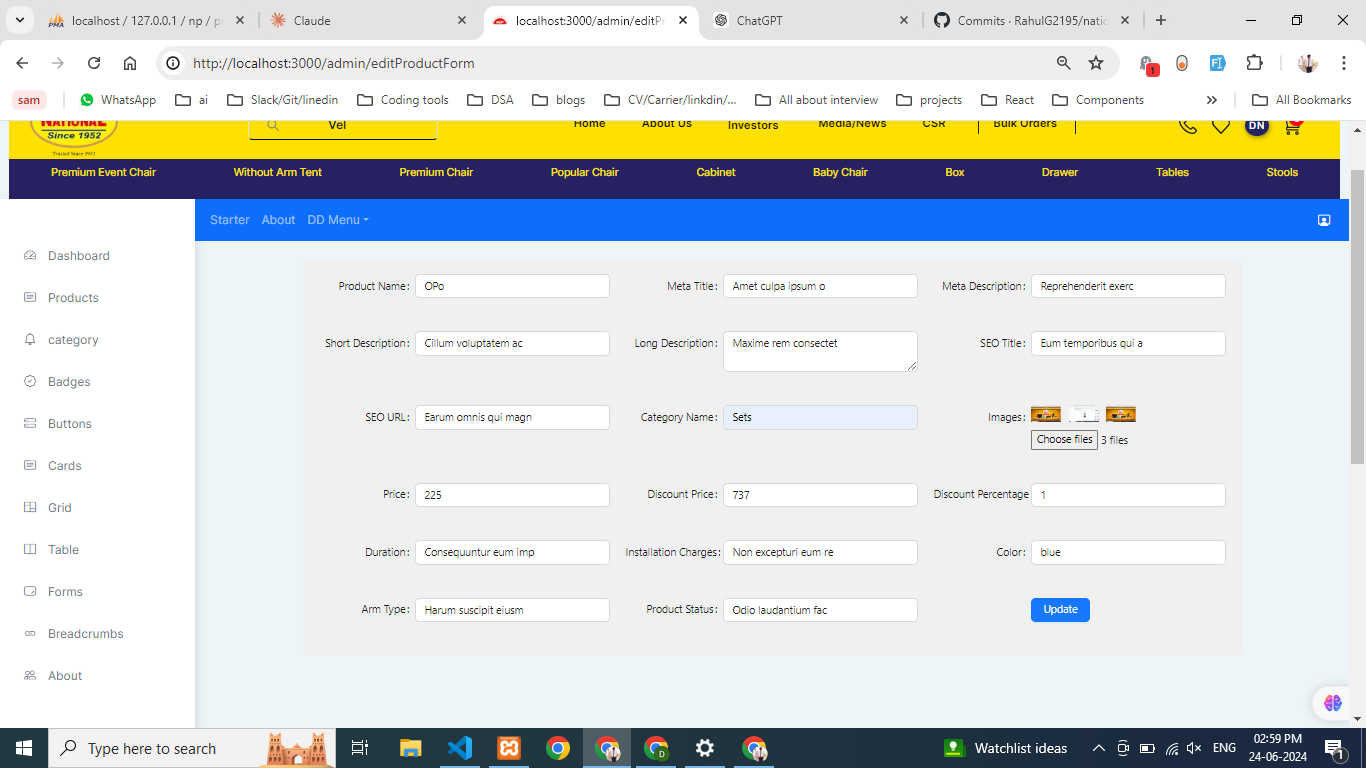 localhost / 127.0.0.1 / np / p
Claude
localhost:3000/admin/editPr
ChatGPT
Commits · RahulG2195/natic
http://localhost:3000/admin/editProductForm
1
sam
WhatsApp
ai
Slack/Git/linedin
Coding tools
DSA
blogs
CV/Carrier/linkdin/...
All about interview
projects
React
Components
All Bookmarks
NATIONAL
Since 1952
Trusted Since 1952
Vel
Home
About Us
Investors
Media/News
CSR
Bulk Orders
DN
Premium Event Chair
Without Arm Tent
Premium Chair
Popular Chair
Cabinet
Baby Chair
Box
Drawer
Tables
Stools
Starter
About
DD Menu
Dashboard
Products
category
Badges
Buttons
Cards
Grid
Table
Forms
Breadcrumbs
About
Product Name: OPo
Meta Title: Amet culpa ipsum o
Meta Description: Reprehenderit exerc
Short Description: Cillum voluptatem ac
Long Description: Maxime rem consectet
SEO Title: Eum temporibus qui a
SEO URL: Earum omnis qui magn
Category Name: Sets
Images:
Choose files 3 files
Price: 225
Discount Price: 737
Discount Percentage 1
Duration: Consequuntur eum imp
Installation Charges: Non excepturi eum re
Color: blue
Arm Type: Harum suscipit eiusm
Product Status: Odio laudantium fac
Update
Type here to search
Watchlist ideas
ENG
02:59 PM
24-06-2024
1